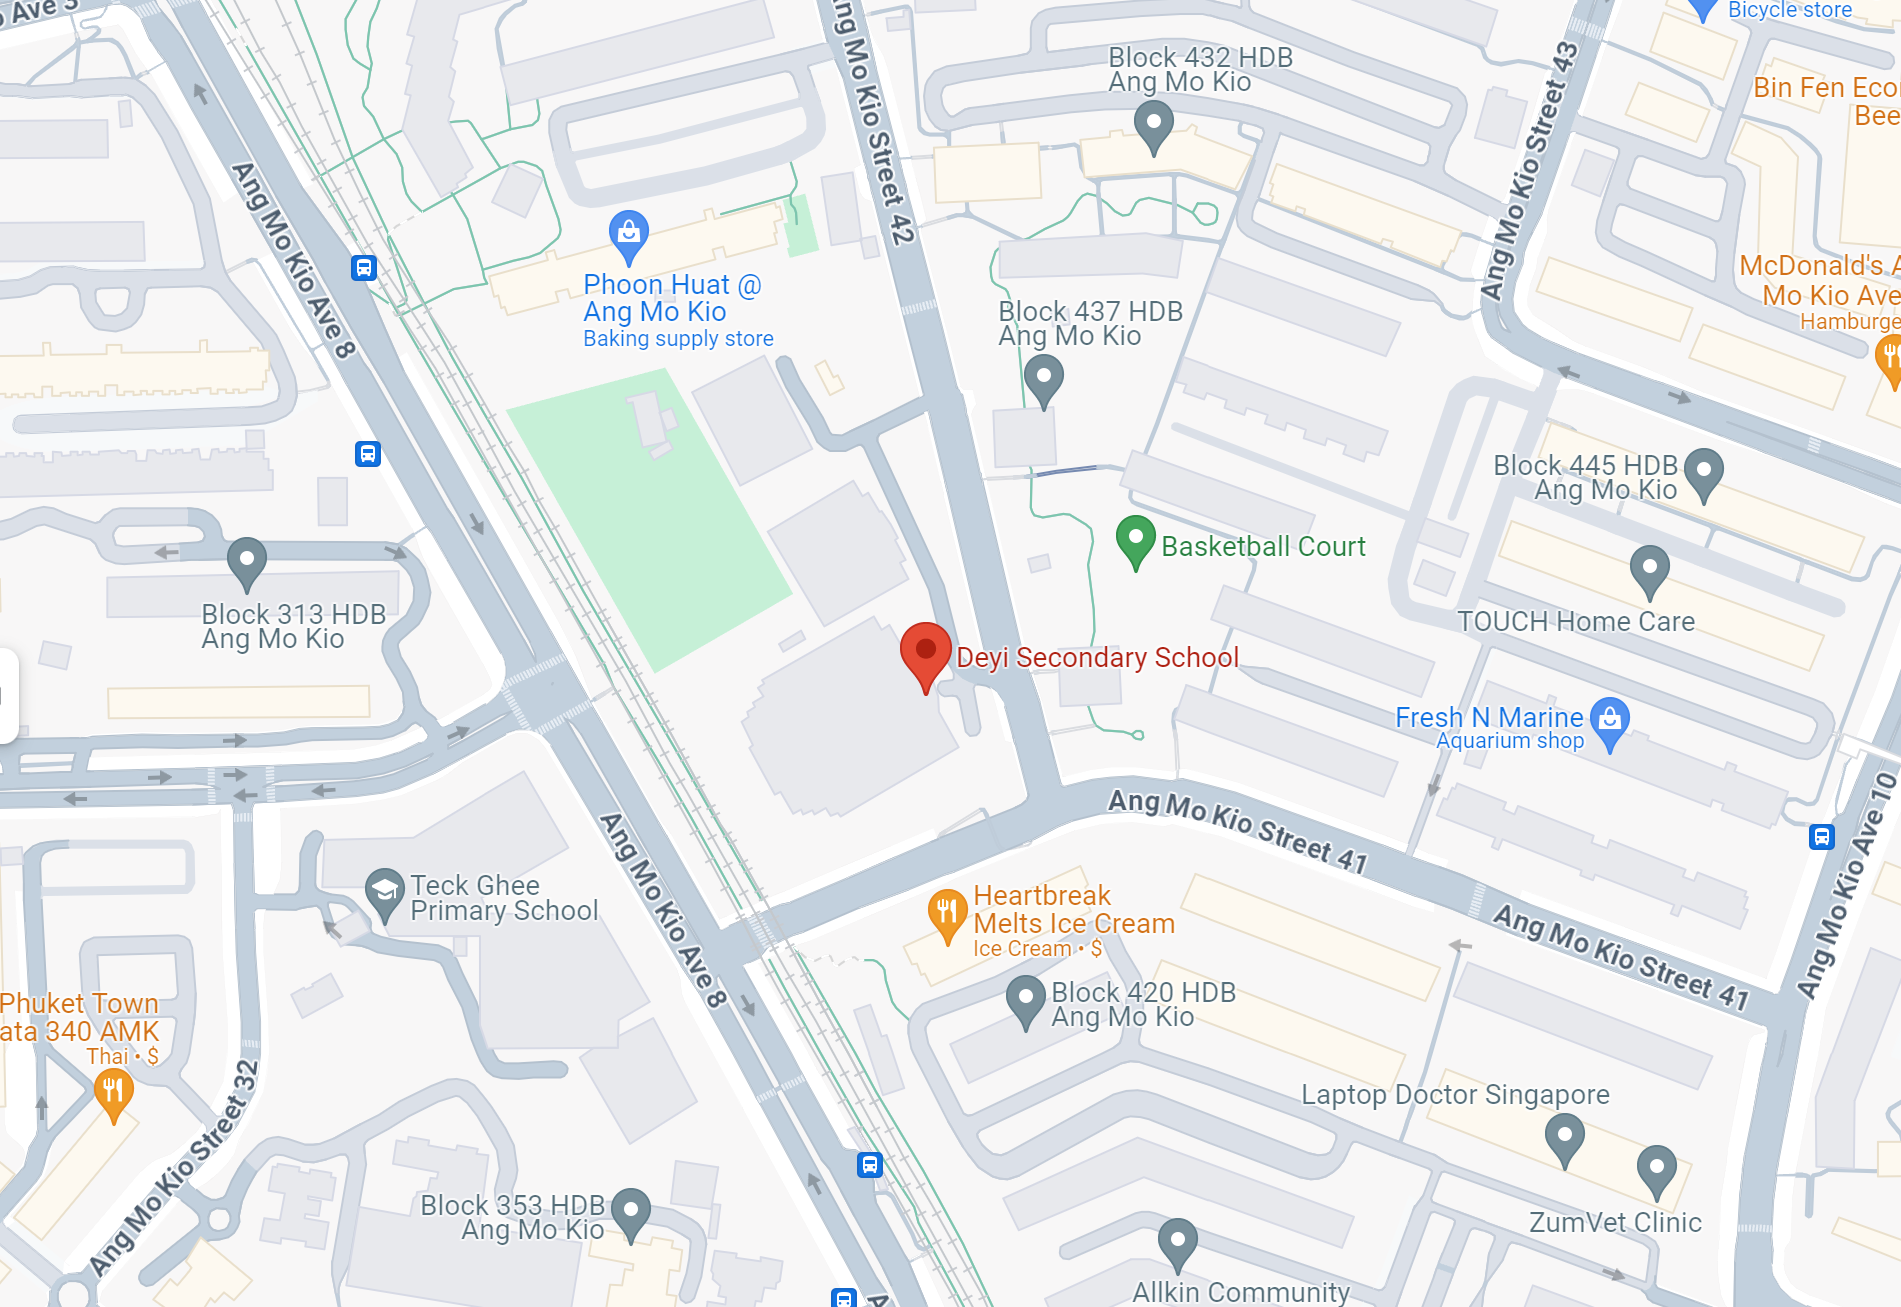 Ave 3
Bicycle store
Ang Mo Kio Street 42
Ang Mo Kio Street 43
Block 432 HDB
Ang Mo Kio
Bin Fen
Bee
Ang Mo Kio Ave 8
Phoon Huat @
Ang Mo Kio
Baking supply store
McDonald's A
Mo Kio Ave
Hamburge
Block 437 HDB
Ang Mo Kio
Block 445 HDB
Ang Mo Kio
Basketball Court
Block 313 HDB
Ang Mo Kio
TOUCH Home Care
Deyi Secondary School
Fresh N Marine
Aquarium shop
Ang Mo Kio Street 41
Ang Mo Kio Ave 10
Ang Mo Kio Ave 8
Teck Ghee
Primary School
Heartbreak
Melts Ice Cream
Ice Cream • $
Ang Mo Kio Street 41
Block 420 HDB
Ang Mo Kio
Phuket Town
ata 340 AMK
Thai • $
Ang Mo Kio Street 32
Laptop Doctor Singapore
Block 353 HDB
Ang Mo Kio
ZumVet Clinic
Allkin Community
A